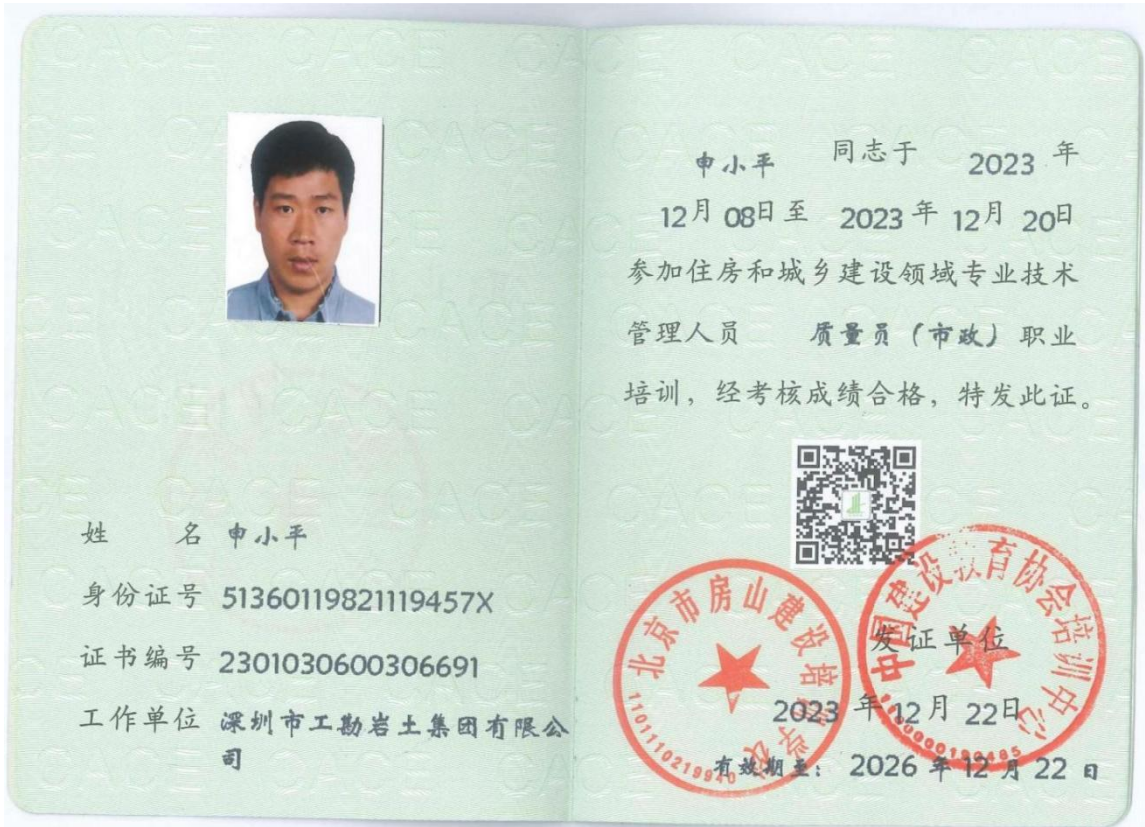 姓 名 申小平
身份证号 51360119821119457X
证书编号 2301030600306691
工作单位 深圳市工勘岩土集团有限公
司
申小平 同志于 2023 年
12月 08日至 2023 年 12月 20日
参加住房和城乡建设领域专业技术
管理人员 质量员（市政）职业
培训，经考核成绩合格，特发此证。
北京市房山建设培训学校
中国建设教育协会培训中心
发证单位
2023 年 12月 22日
有效期至： 2026 年 12 月 22 日
CACE